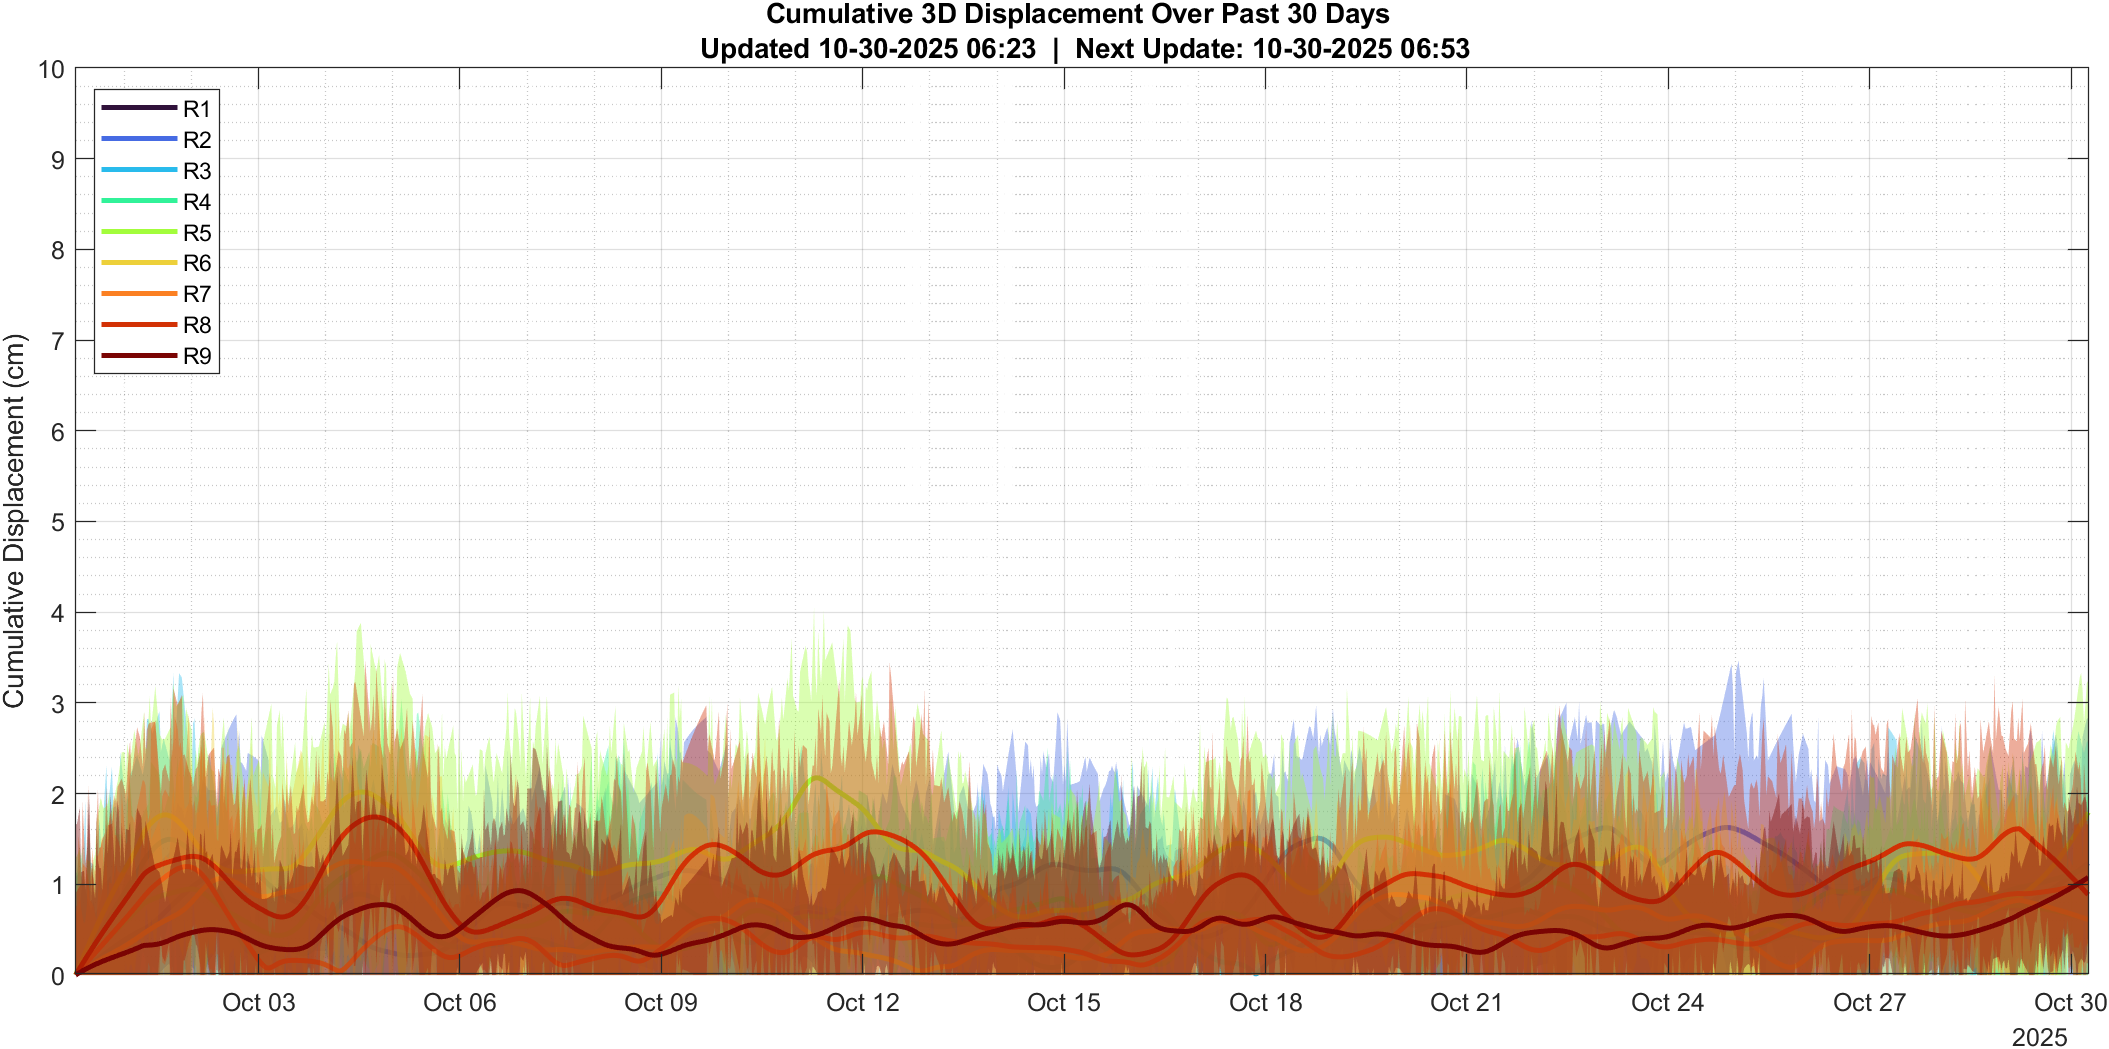 Cumulative 3D Displacement Over Past 30 Days
Updated 10-30-2025 06:23 | Next Update: 10-30-2025 06:53
Cumulative Displacement (cm)
10
9
8
7
6
5
4
3
2
1
0
R1
R2
R3
R4
R5
R6
R7
R8
R9
Oct 03
Oct 06
Oct 09
Oct 12
Oct 15
Oct 18
Oct 21
Oct 24
Oct 27
Oct 30
2025